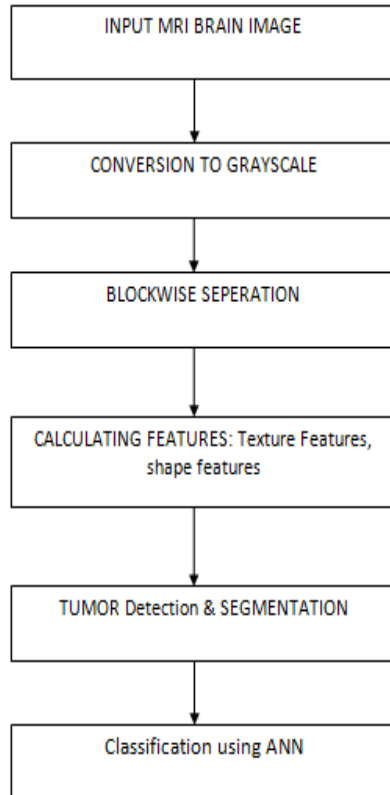 INPUT MRI BRAIN IMAGE
CONVERSION TO GRAYSCALE
BLOCKWISE SEPERATION
CALCULATING FEATURES: Texture Features,
shape features
TUMOR Detection & SEGMENTATION
Classification using ANN